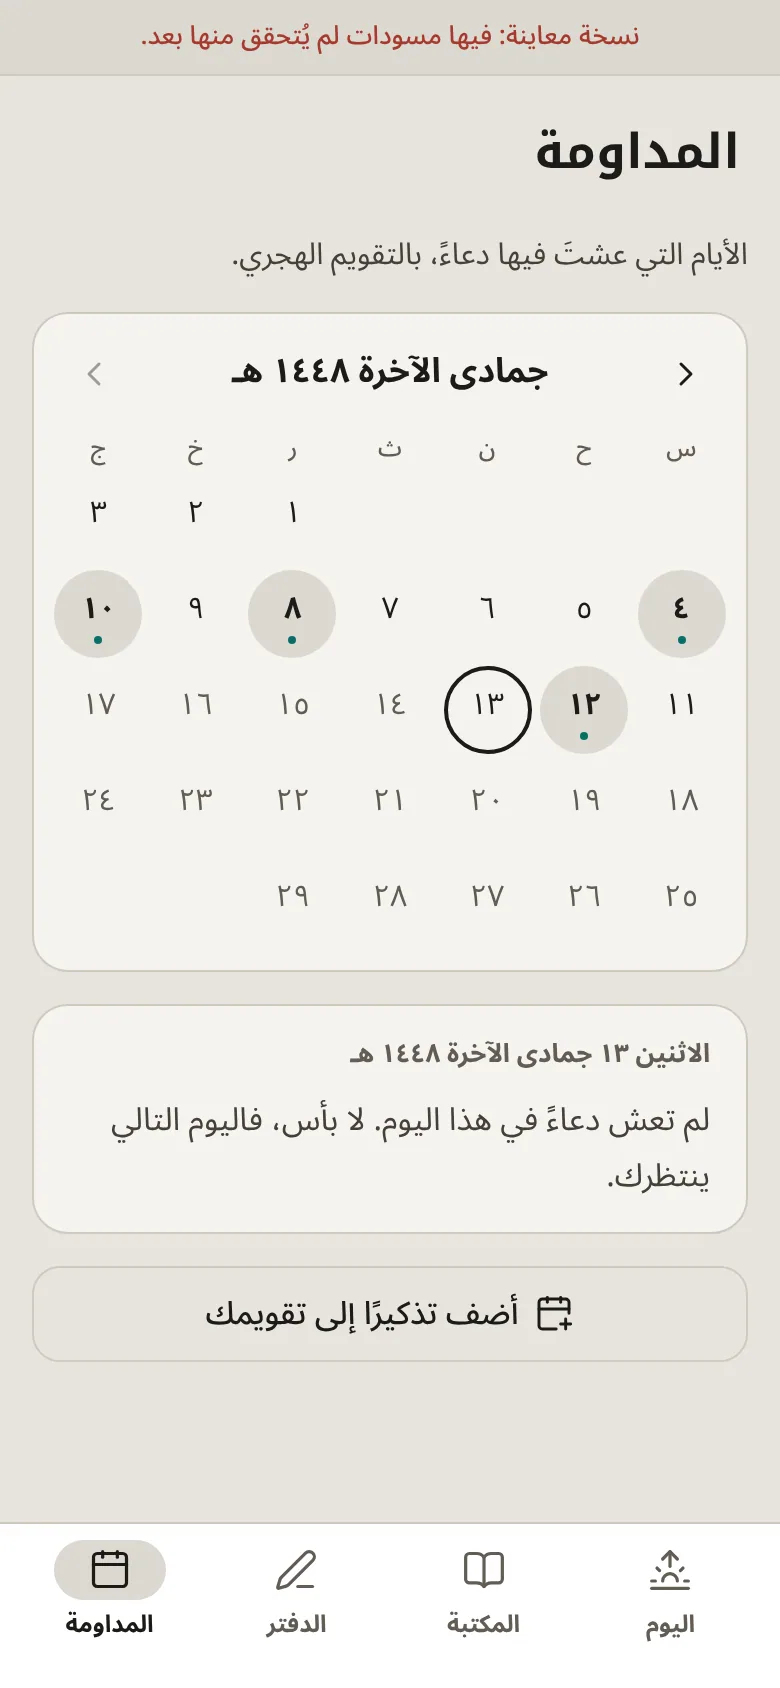 نسخة معاينة: فيها مسودات لم يُتحقق منها بعد.
المداومة
الأيام التي عشتَ فيها دعاءً، بالتقويم الهجري.
جمادى الآخرة ١٤٤٨ هـ
س ح ن ث ر خ ج
١ ٢ ٣
٤ ٥ ٦ ٧ ٨ ٩ ١٠
١١ ١٢ ١٣ ١٤ ١٥ ١٦ ١٧
١٨ ١٩ ٢٠ ٢١ ٢٢ ٢٣ ٢٤
٢٥ ٢٦ ٢٧ ٢٨ ٢٩
الاثنين ١٣ جمادى الآخرة ١٤٤٨ هـ
لم تعش دعاءً في هذا اليوم. لا بأس، فاليوم التالي
ينتظرك.
أضف تذكيرًا إلى تقويمك
اليوم المكتبة الدفتر المداومة